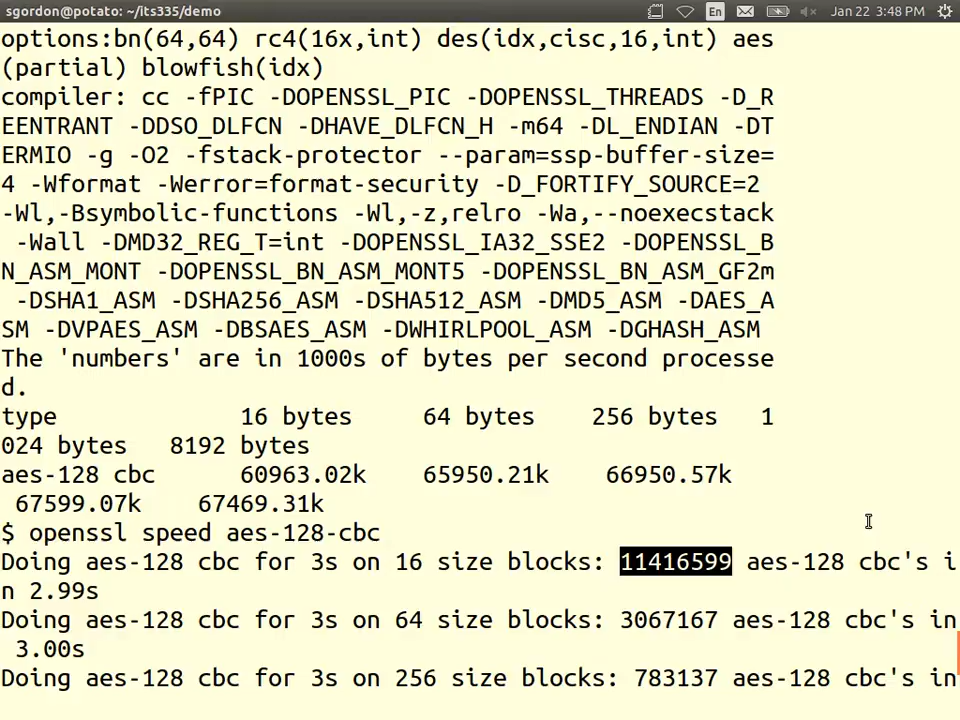 sgordon@potato: ~/its335/demo En Jan 22 3:48 PM
options:bn(64,64) rc4(16x,int) des(idx,cisc,16,int) aes
(partial) blowfish(idx)
compiler: cc -fPIC -DOPENSSL_PIC -DOPENSSL_THREADS -D_R
EENTRANT -DDSO_DLFCN -DHAVE_DLFCN_H -m64 -DL_ENDIAN -DT
ERMIO -g -O2 -fstack-protector --param=ssp-buffer-size=
4 -Wformat -Werror=format-security -D_FORTIFY_SOURCE=2
-Wl,-Bsymbolic-functions -Wl,-z,relro -Wa,--noexecstack
 -Wall -DMD32_REG_T=int -DOPENSSL_IA32_SSE2 -DOPENSSL_B
N_ASM_MONT -DOPENSSL_BN_ASM_MONT5 -DOPENSSL_BN_ASM_GF2m
 -DSHA1_ASM -DSHA256_ASM -DSHA512_ASM -DMD5_ASM -DAES_A
SM -DVPAES_ASM -DBSAES_ASM -DWHIRLPOOL_ASM -DGHASH_ASM
The 'numbers' are in 1000s of bytes per second processe
d.
type             16 bytes     64 bytes    256 bytes   1
024 bytes   8192 bytes
aes-128 cbc      60963.02k    65950.21k    66950.57k
 67599.07k    67469.31k
$ openssl speed aes-128-cbc
Doing aes-128 cbc for 3s on 16 size blocks: 11416599 aes-128 cbc's i
n 2.99s
Doing aes-128 cbc for 3s on 64 size blocks: 3067167 aes-128 cbc's in
 3.00s
Doing aes-128 cbc for 3s on 256 size blocks: 783137 aes-128 cbc's in